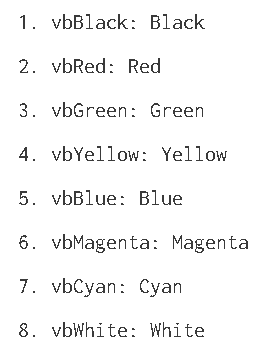 1. vbBlack: Black
2. vbRed: Red
3. vbGreen: Green
4. vbYellow: Yellow
5. vbBlue: Blue
6. vbMagenta: Magenta
7. vbCyan: Cyan
8. vbWhite: White